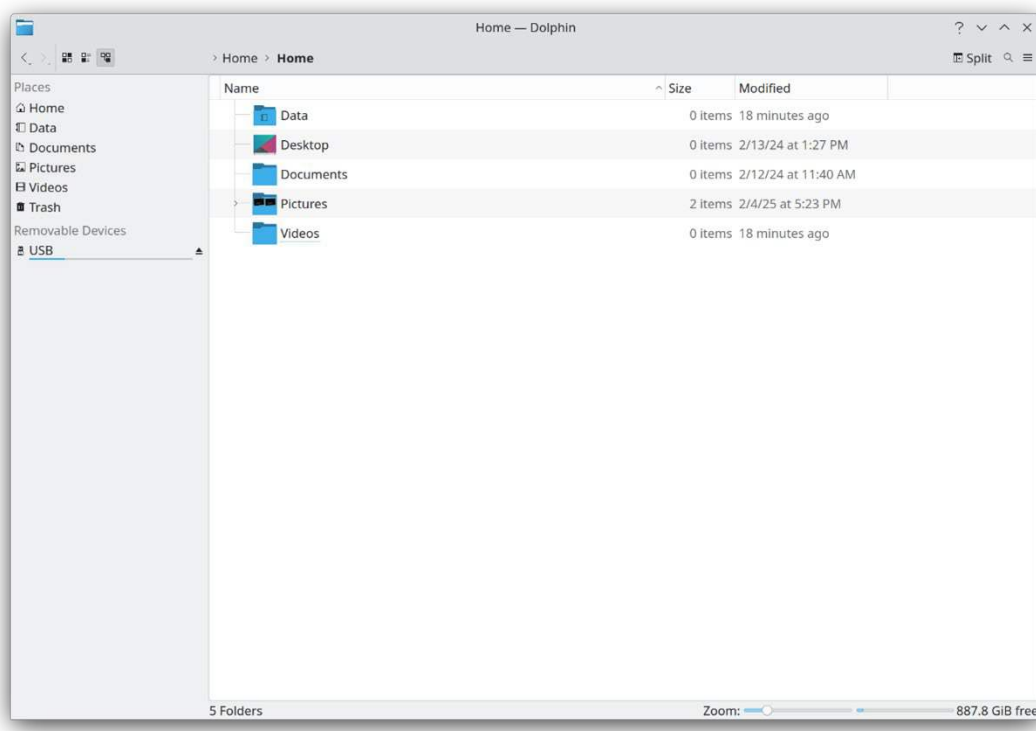 Home — Dolphin
Home > Home
Split
Places
Home
Data
Documents
Pictures
Videos
Trash
Removable Devices
USB
Name Size Modified
Data 0 items 18 minutes ago
Desktop 0 items 2/13/24 at 1:27 PM
Documents 0 items 2/12/24 at 11:40 AM
Pictures 2 items 2/4/25 at 5:23 PM
Videos 0 items 18 minutes ago
5 Folders Zoom: 887.8 GiB free